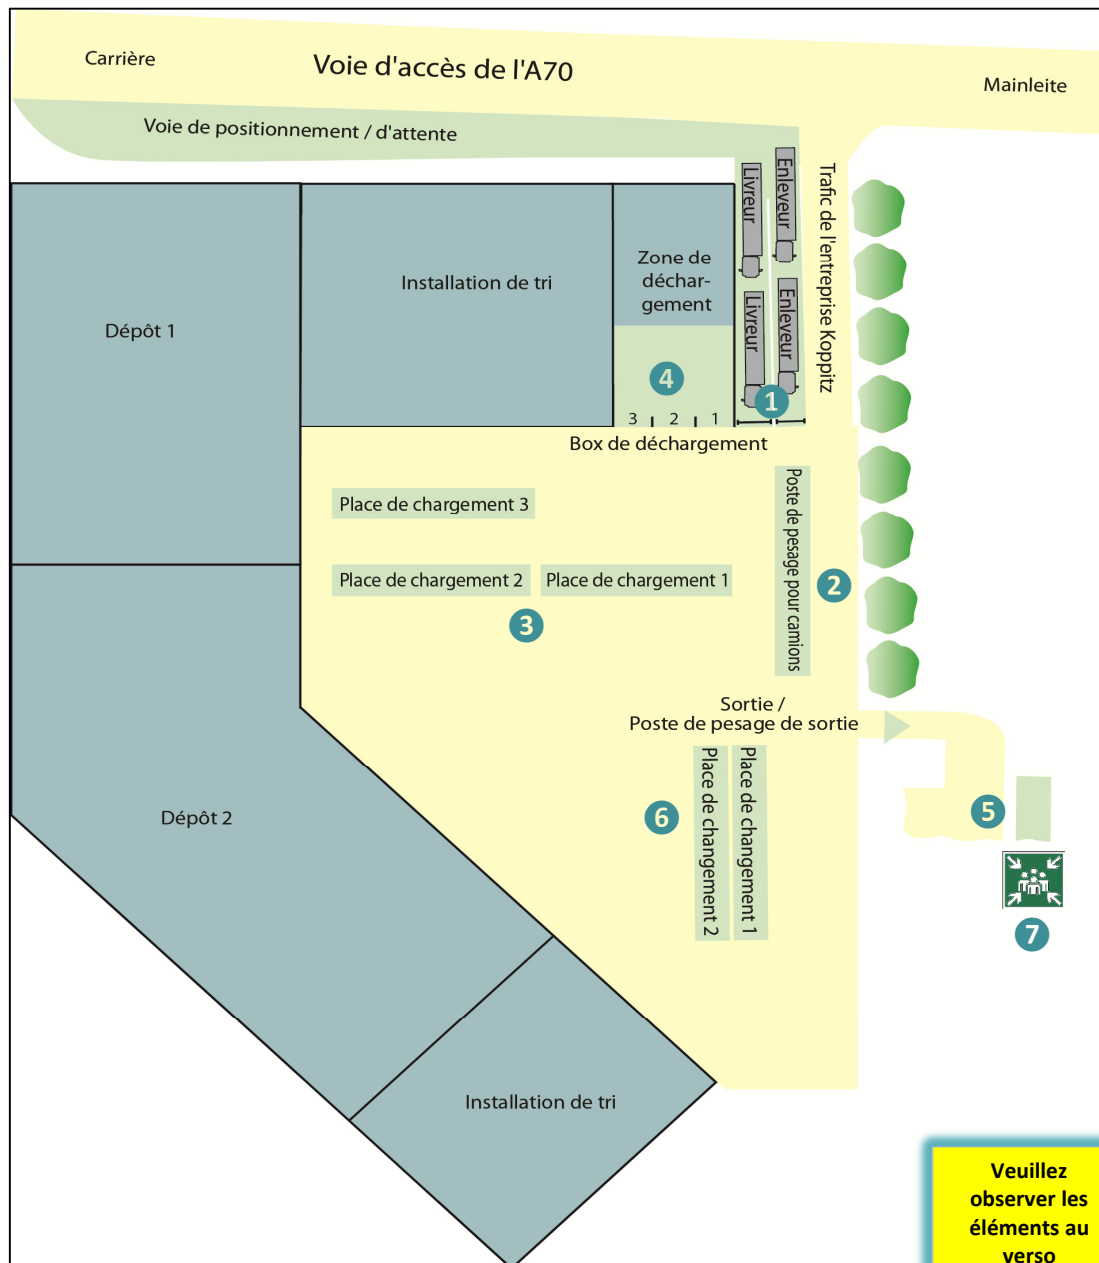 Carrière
Voie d'accès de l'A70
Mainleite
Voie de positionnement / d'attente
Livreur
Enleveur
Livreur
Enleveur
Trafic de l'entreprise Koppitz
Dépôt 1
Installation de tri
Zone de
déchar-
gement
4
1
3 2 1
Box de déchargement
Place de chargement 3
Place de chargement 2
Place de chargement 1
3
Poste de pesage pour camions
2
Sortie /
Poste de pesage de sortie
Place de changement 2
Place de changement 1
6
5
7
Dépôt 2
Installation de tri
Veuillez
observer les
éléments au
verso